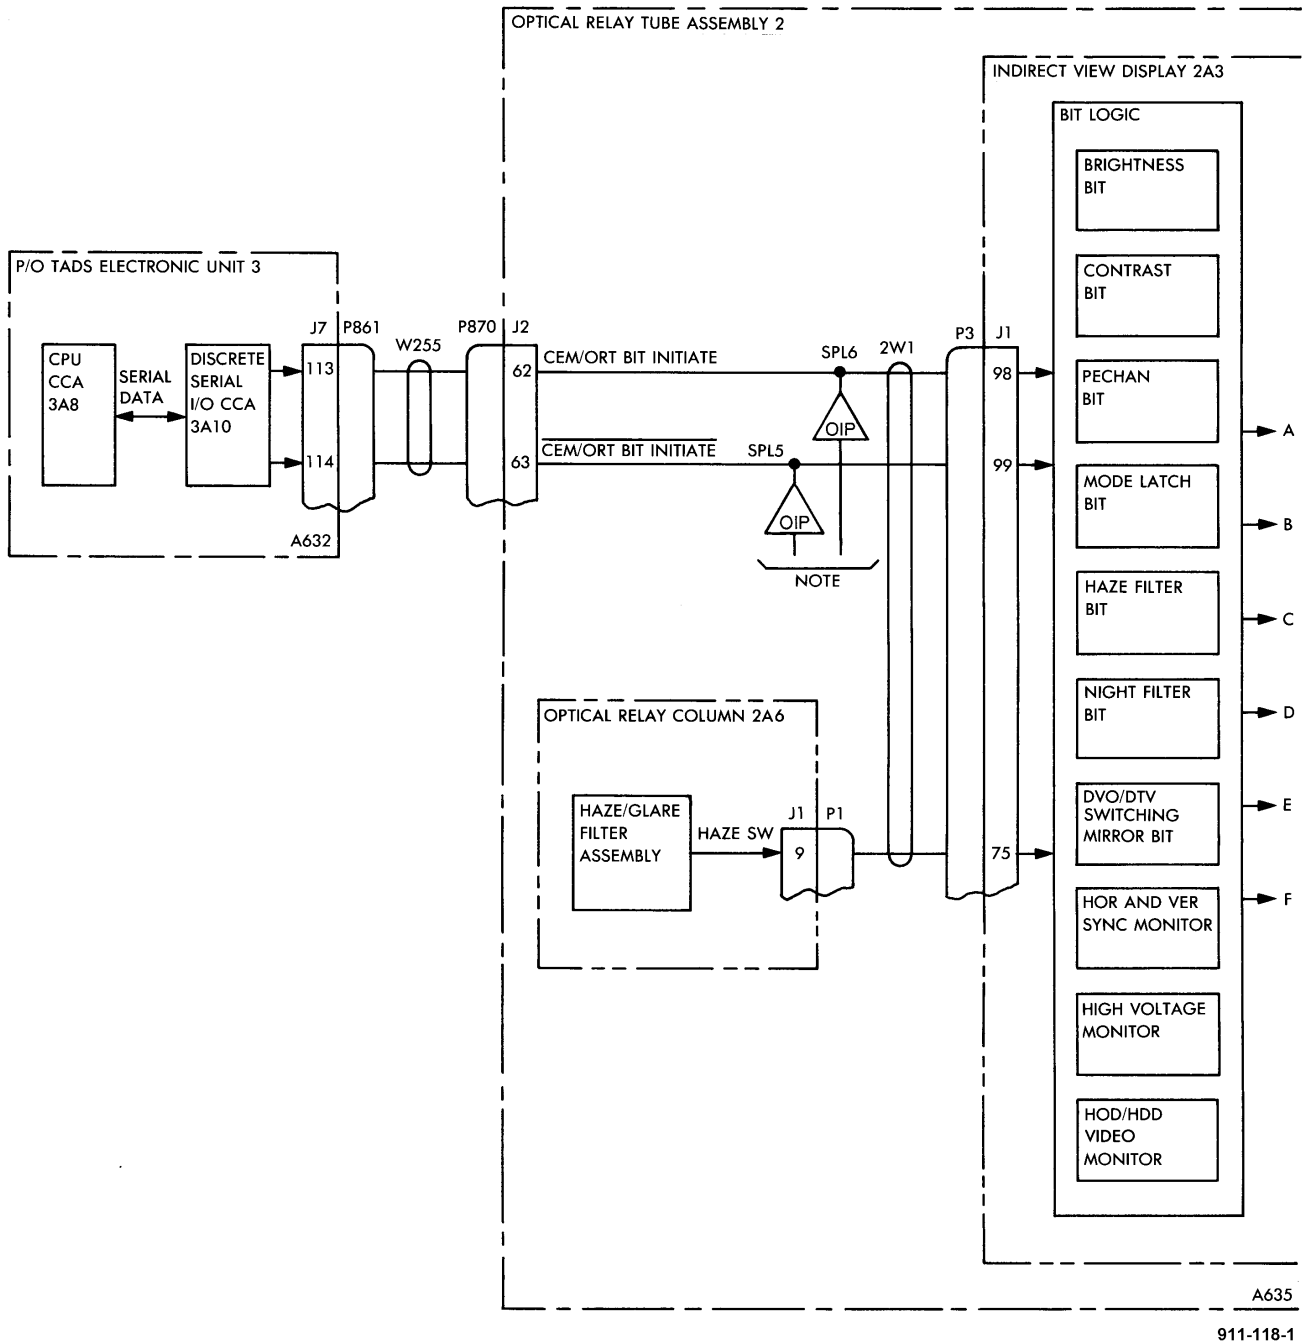 OPTICAL RELAY TUBE ASSEMBLY 2
INDIRECT VIEW DISPLAY 2A3
BIT LOGIC
BRIGHTNESS
BIT
CONTRAST
BIT
PECHAN
BIT
MODE LATCH
BIT
HAZE FILTER
BIT
NIGHT FILTER
BIT
DVO/DTV
SWITCHING
MIRROR BIT
HOR AND VER
SYNC MONITOR
HIGH VOLTAGE
MONITOR
HOD/HDD
VIDEO
MONITOR
A
B
C
D
E
F
P/O TADS ELECTRONIC UNIT 3
CPU
CCA
3A8
SERIAL
DATA
DISCRETE
SERIAL
I/O CCA
3A10
J7
P861
113
114
A632
W255
P870
J2
62
63
CEM/ORT BIT INITIATE
CEM/ORT BIT INITIATE
SPL6
SPL5
OIP
OIP
NOTE
2W1
P3
J1
98
99
75
OPTICAL RELAY COLUMN 2A6
HAZE/GLARE
FILTER
ASSEMBLY
HAZE SW
J1
P1
9
A635
911-118-1